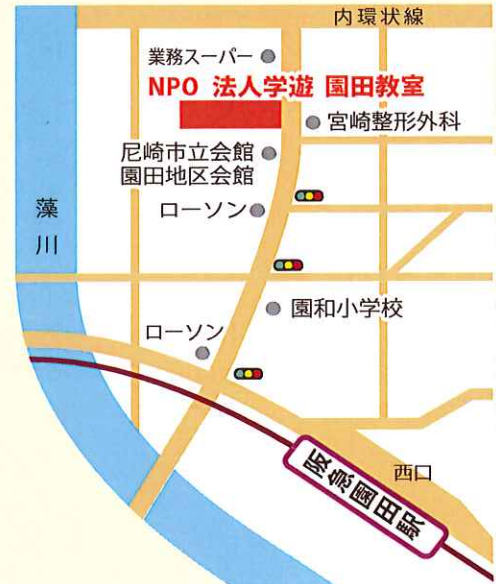 内環状線
業務スーパー
NPO 法人学遊 園田教室
宮崎整形外科
尼崎市立会館
園田地区会館
ローソン
藻川
園和小学校
ローソン
西口
阪急園田駅